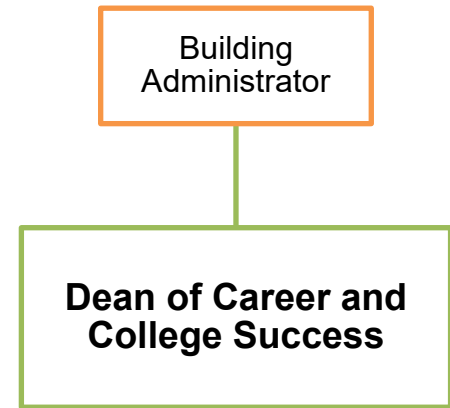 Building
Administrator
Dean of Career and
College Success